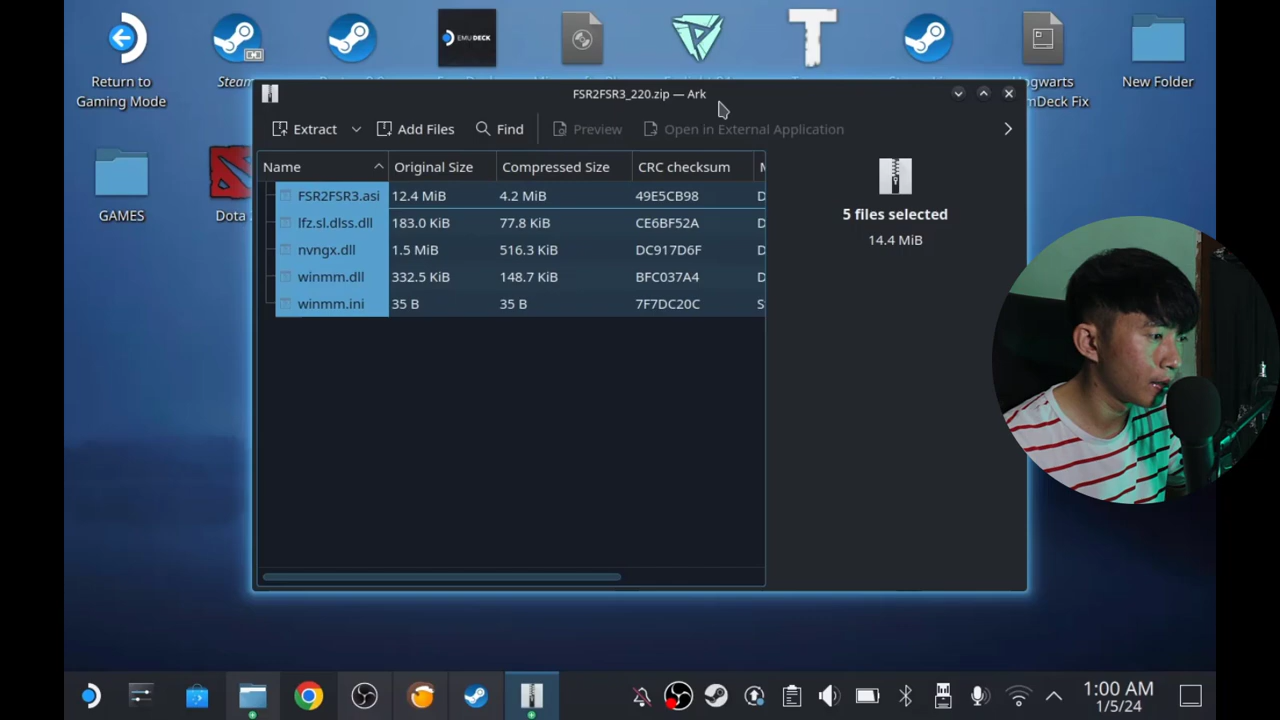 EMUDECK
Return to
Gaming Mode
Steam
Hogwarts
mDeck Fix
New Folder
GAMES
Dota
FSR2FSR3_220.zip — Ark
Extract
Add Files
Find
Preview
Open in External Application
Name
Original Size
Compressed Size
CRC checksum
FSR2FSR3.asi
12.4 MiB
4.2 MiB
49E5CB98
D
lfz.sl.dlss.dll
183.0 KiB
77.8 KiB
CE6BF52A
D
nvngx.dll
1.5 MiB
516.3 KiB
DC917D6F
D
winmm.dll
332.5 KiB
148.7 KiB
BFC037A4
D
winmm.ini
35 B
35 B
7F7DC20C
S
5 files selected
14.4 MiB
1:00 AM
1/5/24